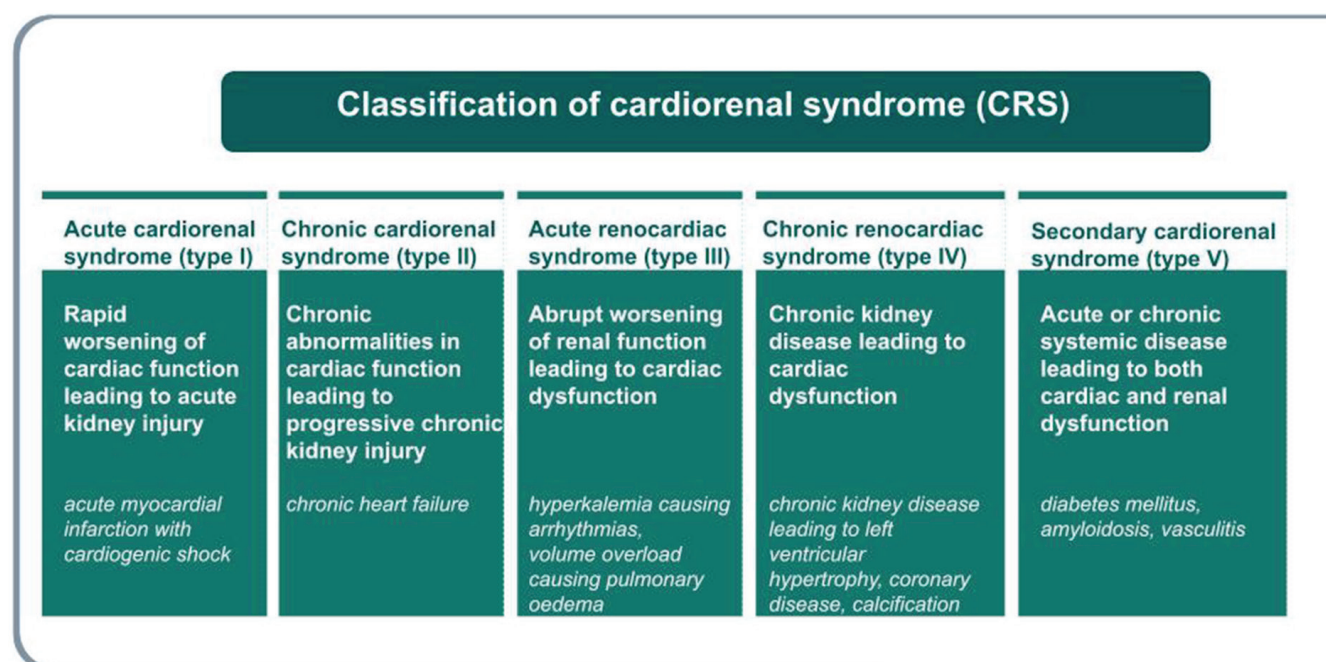 Classification of cardiorenal syndrome (CRS)
Acute cardiorenal
syndrome (type I)
Rapid
worsening of
cardiac function
leading to acute
kidney injury
acute myocardial
infarction with
cardiogenic shock
Chronic cardiorenal
syndrome (type II)
Chronic
abnormalities in
cardiac function
leading to
progressive chronic
kidney injury
chronic heart failure
Acute renocardiac
syndrome (type III)
Abrupt worsening
of renal function
leading to cardiac
dysfunction
hyperkalemia causing
arrhythmias,
volume overload
causing pulmonary
oedema
Chronic renocardiac
syndrome (type IV)
Chronic kidney
disease leading to
cardiac
dysfunction
chronic kidney disease
leading to left
ventricular
hypertrophy, coronary
disease, calcification
Secondary cardiorenal
syndrome (type V)
Acute or chronic
systemic disease
leading to both
cardiac and renal
dysfunction
diabetes mellitus,
amyloidosis, vasculitis